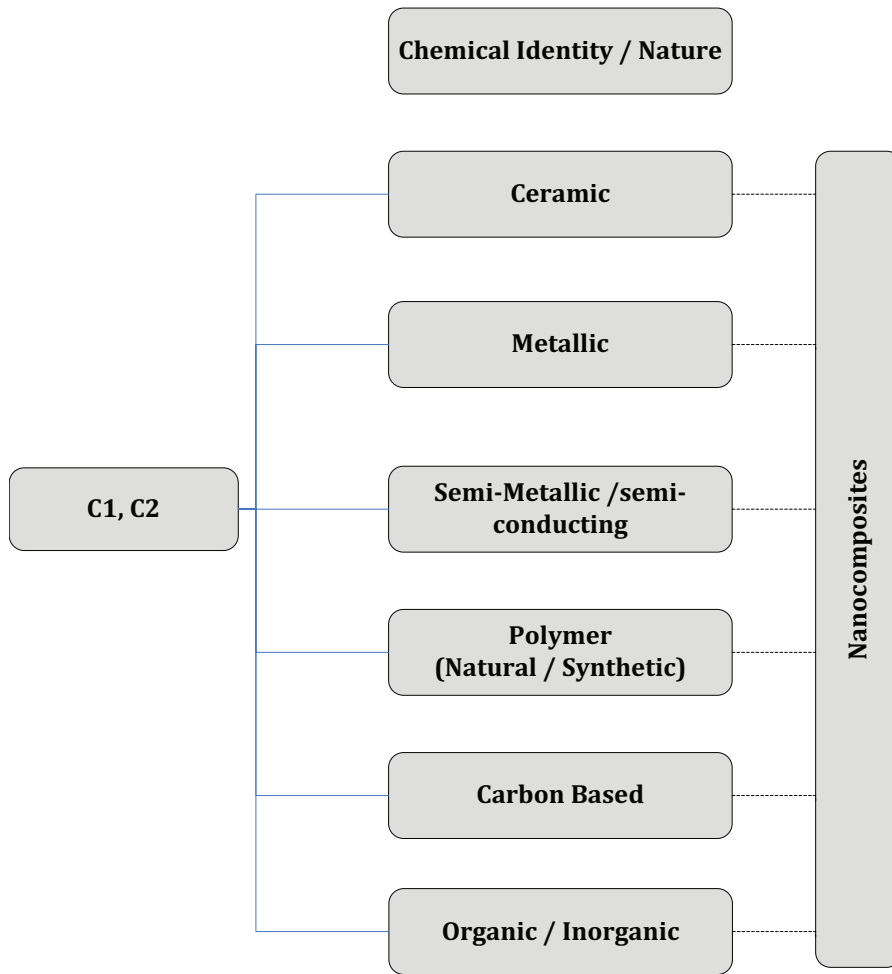 Chemical Identity / Nature
Ceramic
Metallic
C1, C2
Semi-Metallic /semi-
conducting
Polymer
(Natural / Synthetic)
Carbon Based
Organic / Inorganic
Nanocomposites